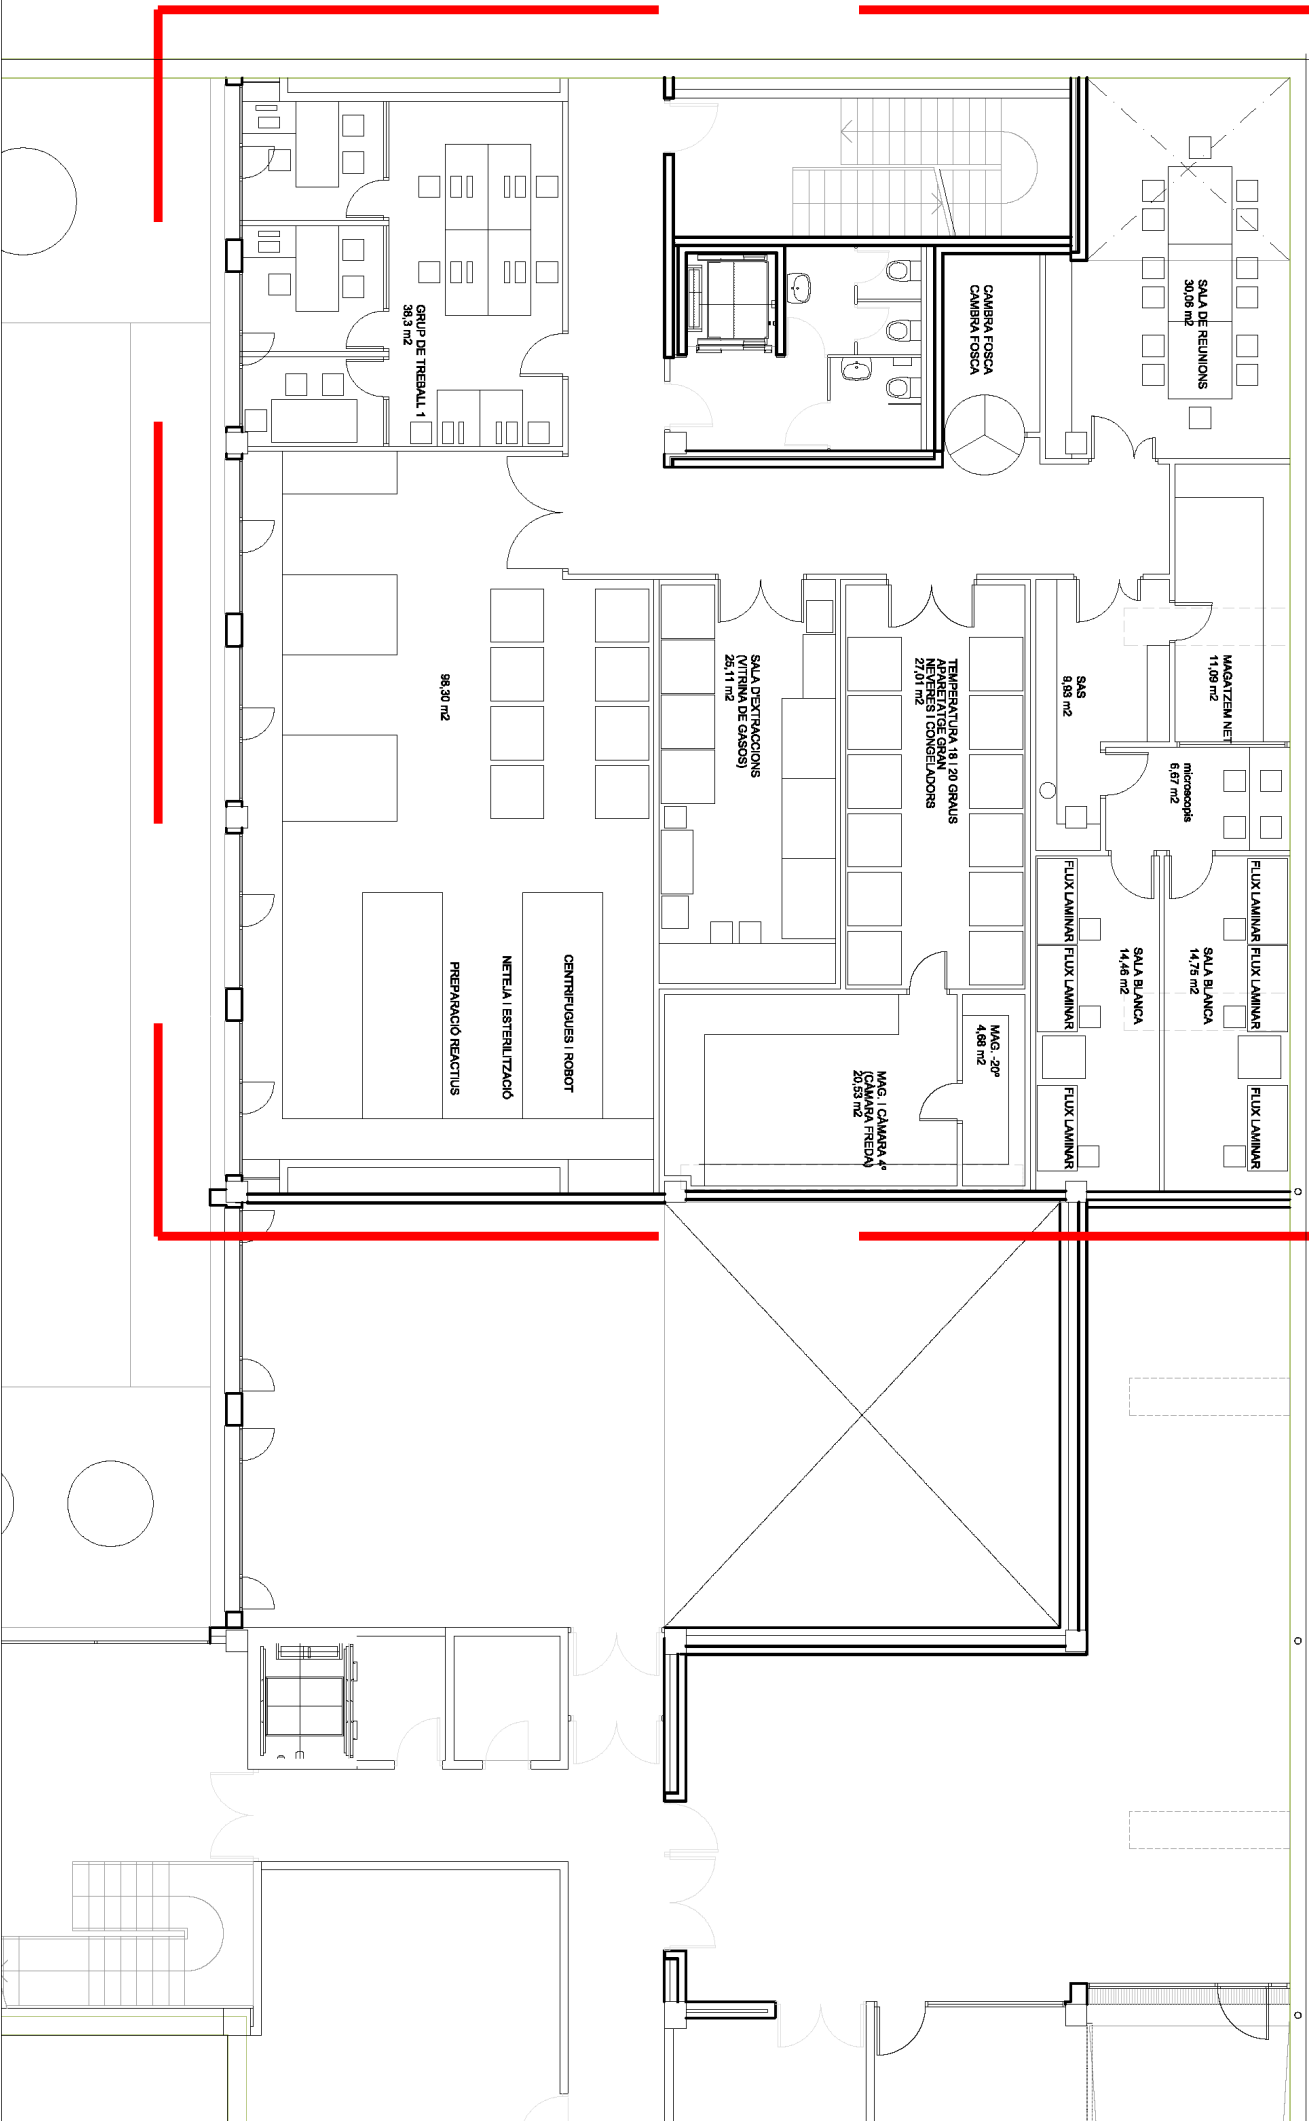 SALA DE REUNIONS
30,06 m2
CAMBRA FOSCA
CAMBRA FOSCA
GRUP DE TREBALL 1
38,3 m2
MAGATZEM NET
11,09 m2
SAS
9,93 m2
TEMPERATURA 18 I 20 GRAUS
APARETATGE GRAN
NEVERES I CONGELADORS
27,01 m2
SALA D'EXTRACCIONS
(VITRINA DE GASOS)
25,11 m2
98,30 m2
microscopis
6,67 m2
FLUX LAMINAR
FLUX LAMINAR
FLUX LAMINAR
SALA BLANCA
14,75 m2
SALA BLANCA
14,46 m2
FLUX LAMINAR
FLUX LAMINAR
FLUX LAMINAR
MAG. -20º
4,68 m2
MAG. I CÀMARA 4º
(CÀMARA FREDA)
20,53 m2
CENTRIFUGUES I ROBOT
NETEJA I ESTERILITZACIÓ
PREPARACIÓ REACTIUS